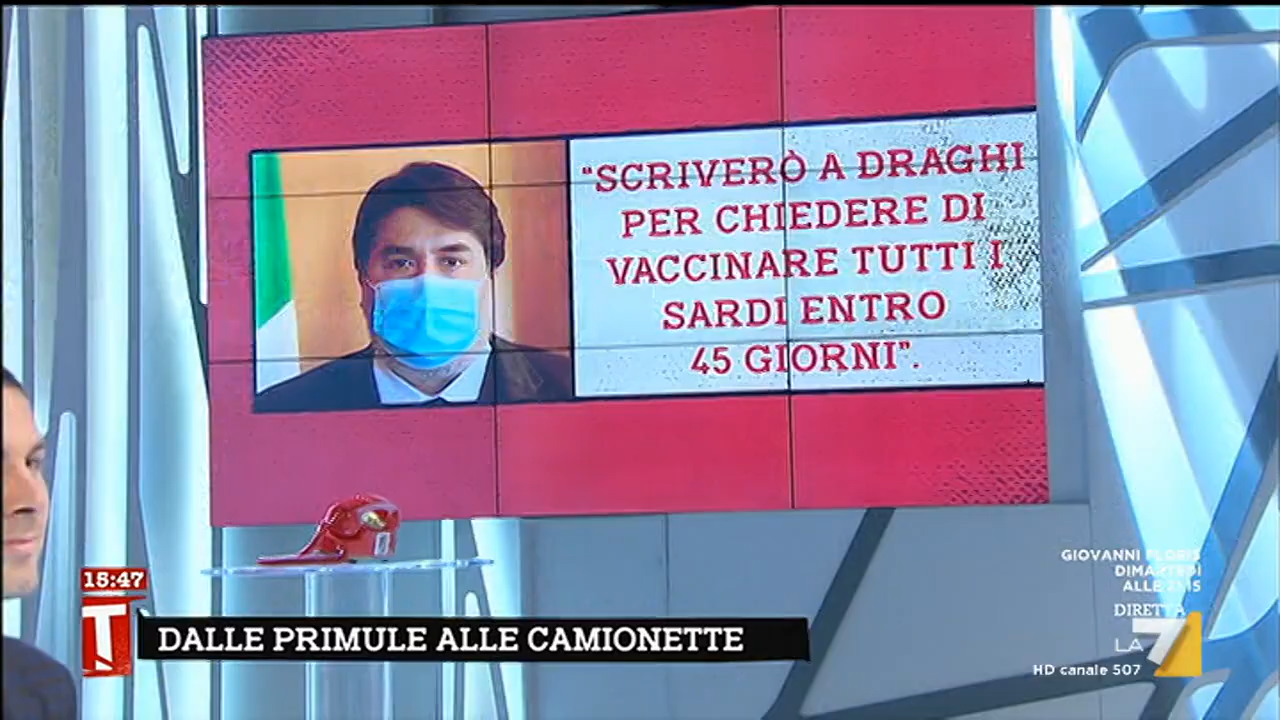 "SCRIVERÒ A DRAGHI
PER CHIEDERE DI
VACCINARE TUTTI I
SARDI ENTRO
45 GIORNI".
15:47
T
DALLE PRIMULE ALLE CAMIONETTE
GIOVANNI FLORIS
DIMARTEDÌ
ALLE 21:15
DIRETTA
LA 7
HD canale 507